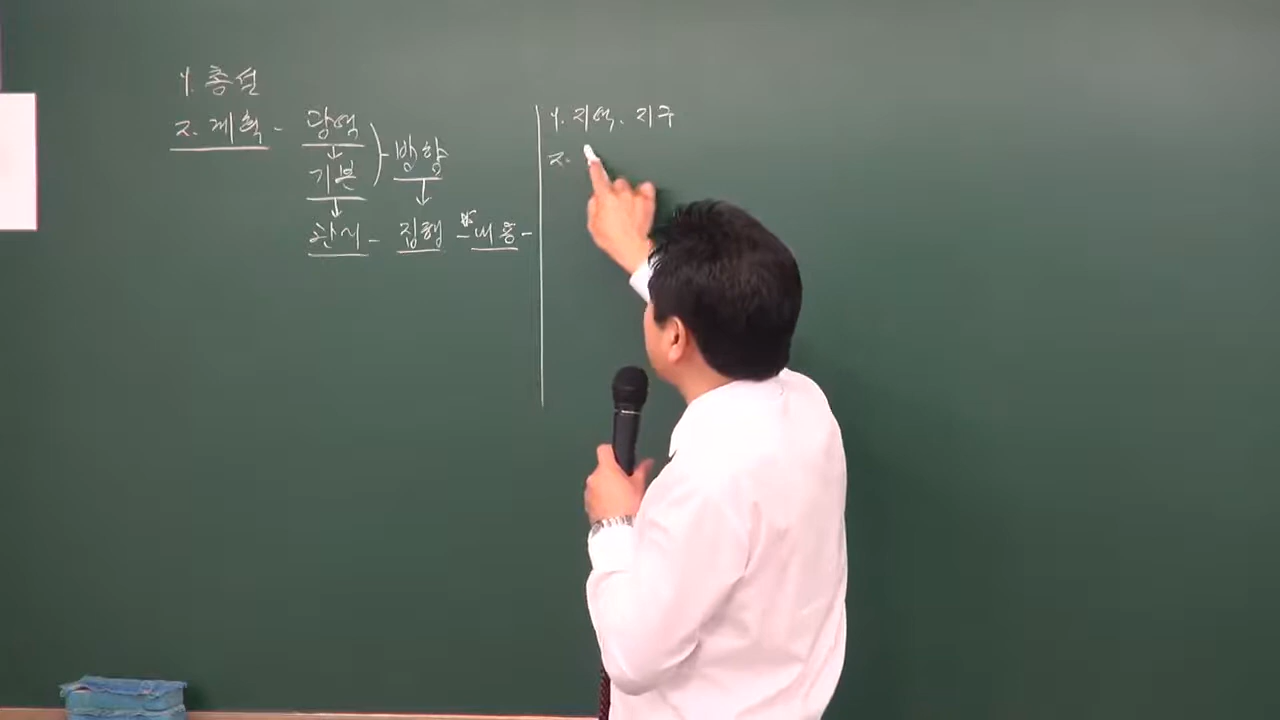 1. 총설
2. 계획 - 광역
기본
방향
관리 - 집행 - 내용 -
1. 지역. 지구
2.